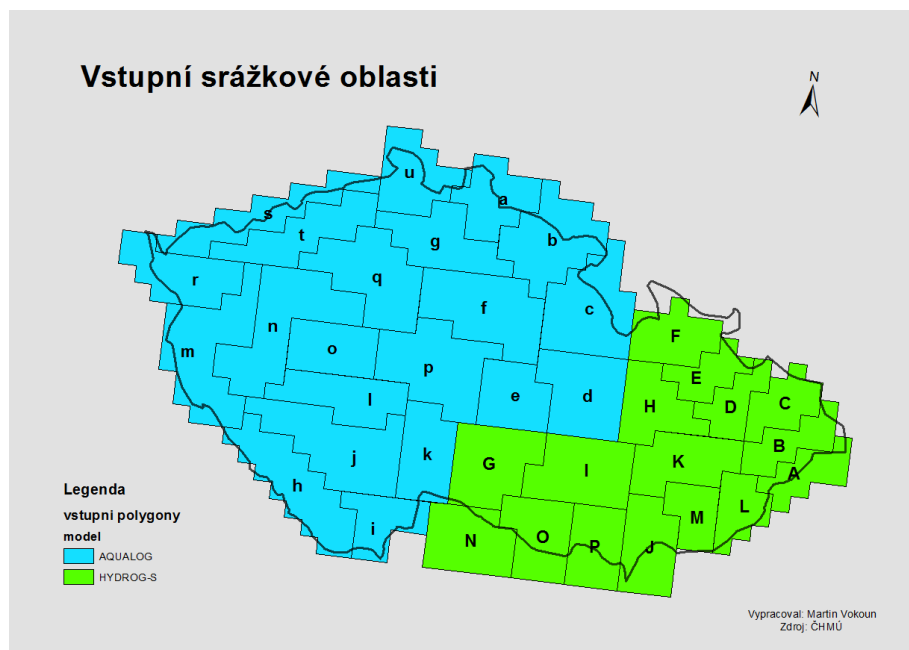 Vstupní srážkové oblasti
N
u
a
s
t
g
b
r
q
f
c
n
m
o
p
F
l
e
d
E
H
D
C
j
k
G
I
K
B
A
h
i
N
O
P
J
M
L
Legenda
vstupni polygony
model
AQUALOG
HYDROG-S
Vypracoval: Martin Vokoun
Zdroj: ČHMÚ